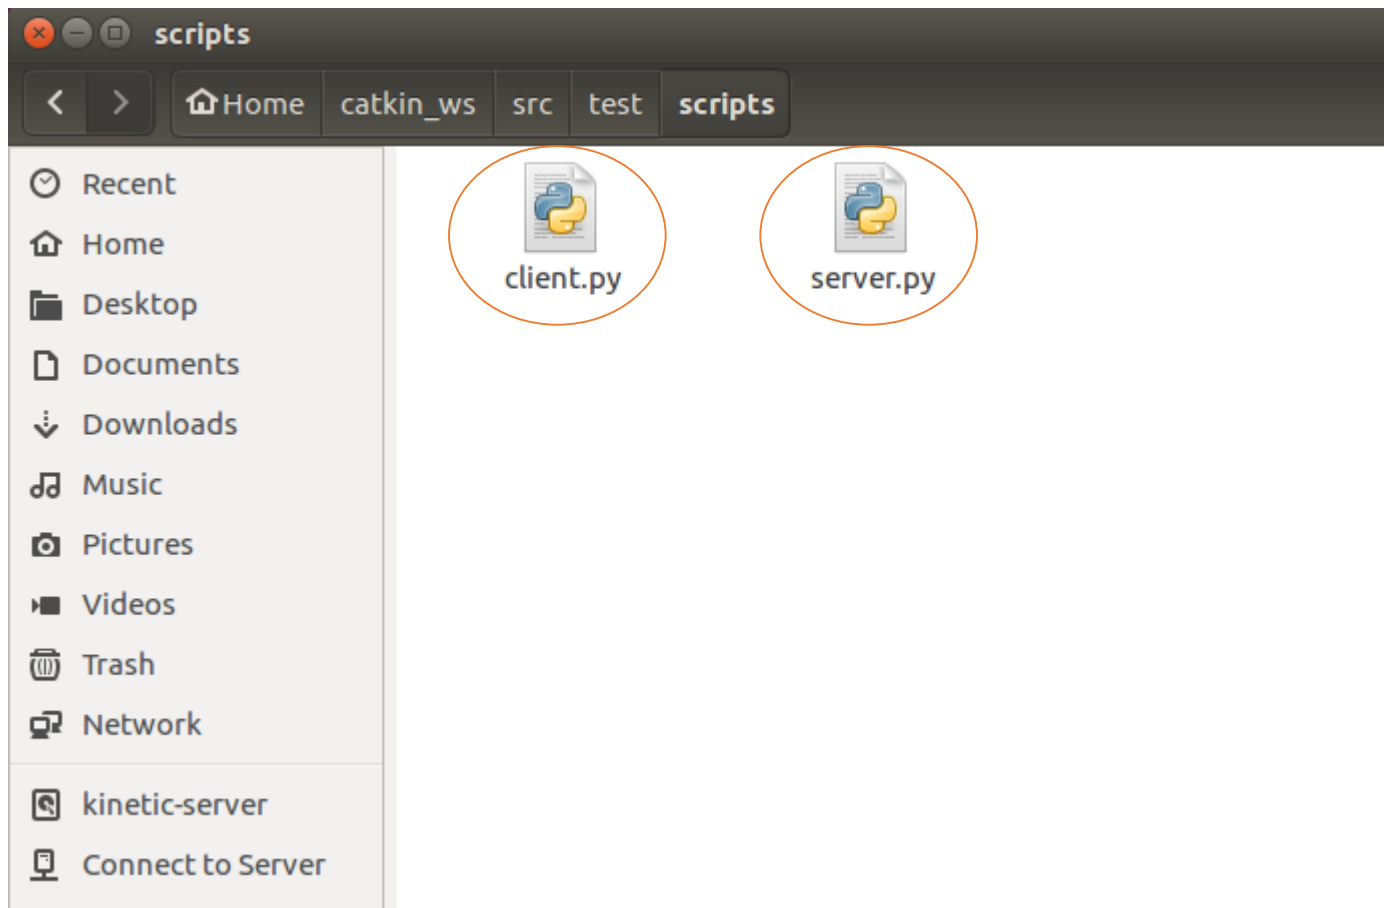 scripts
Home catkin_ws src test scripts
Recent
Home
Desktop
Documents
Downloads
Music
Pictures
Videos
Trash
Network
kinetic-server
Connect to Server
client.py server.py